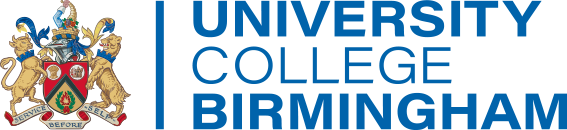 UNIVERSITY
COLLEGE
BIRMINGHAM
SERVICE BEFORE SELF